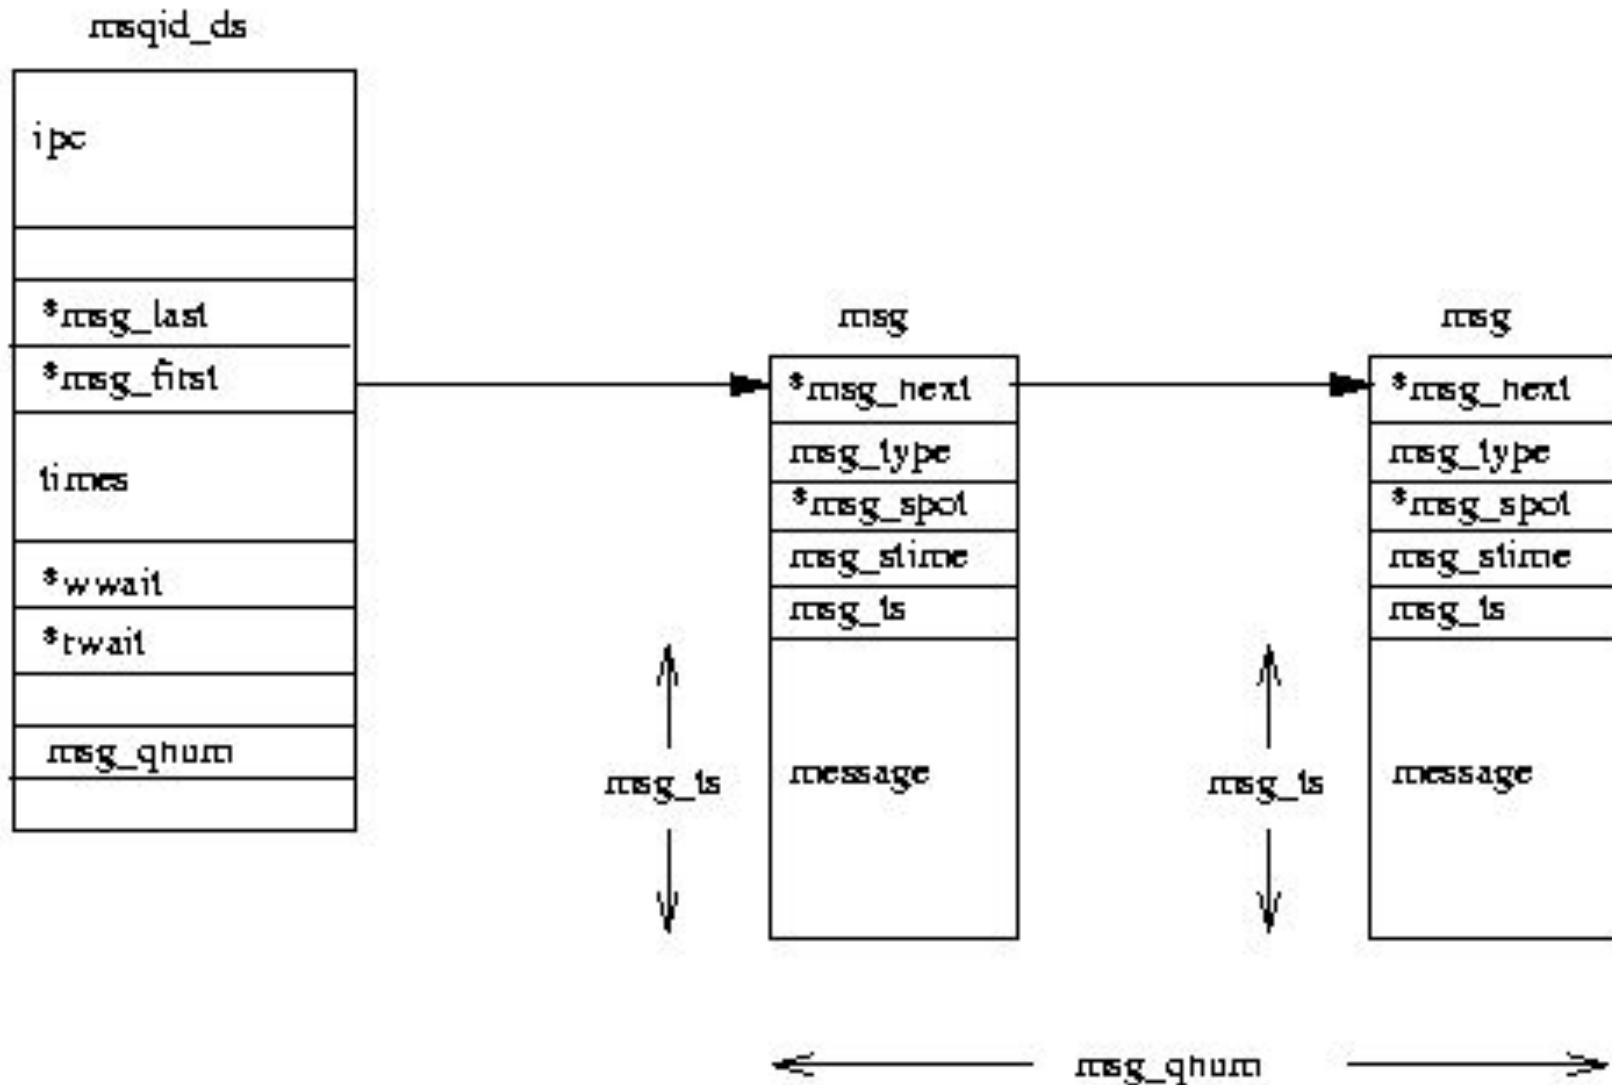 msqid_ds
ipc
*msg_last
*msg_first
times
*wwait
*rwait
msg_qnum
msg
*msg_next
msg_type
*msg_spot
msg_stime
msg_ts
message
msg_ts
msg
*msg_next
msg_type
*msg_spot
msg_stime
msg_ts
message
msg_ts
msg_qnum